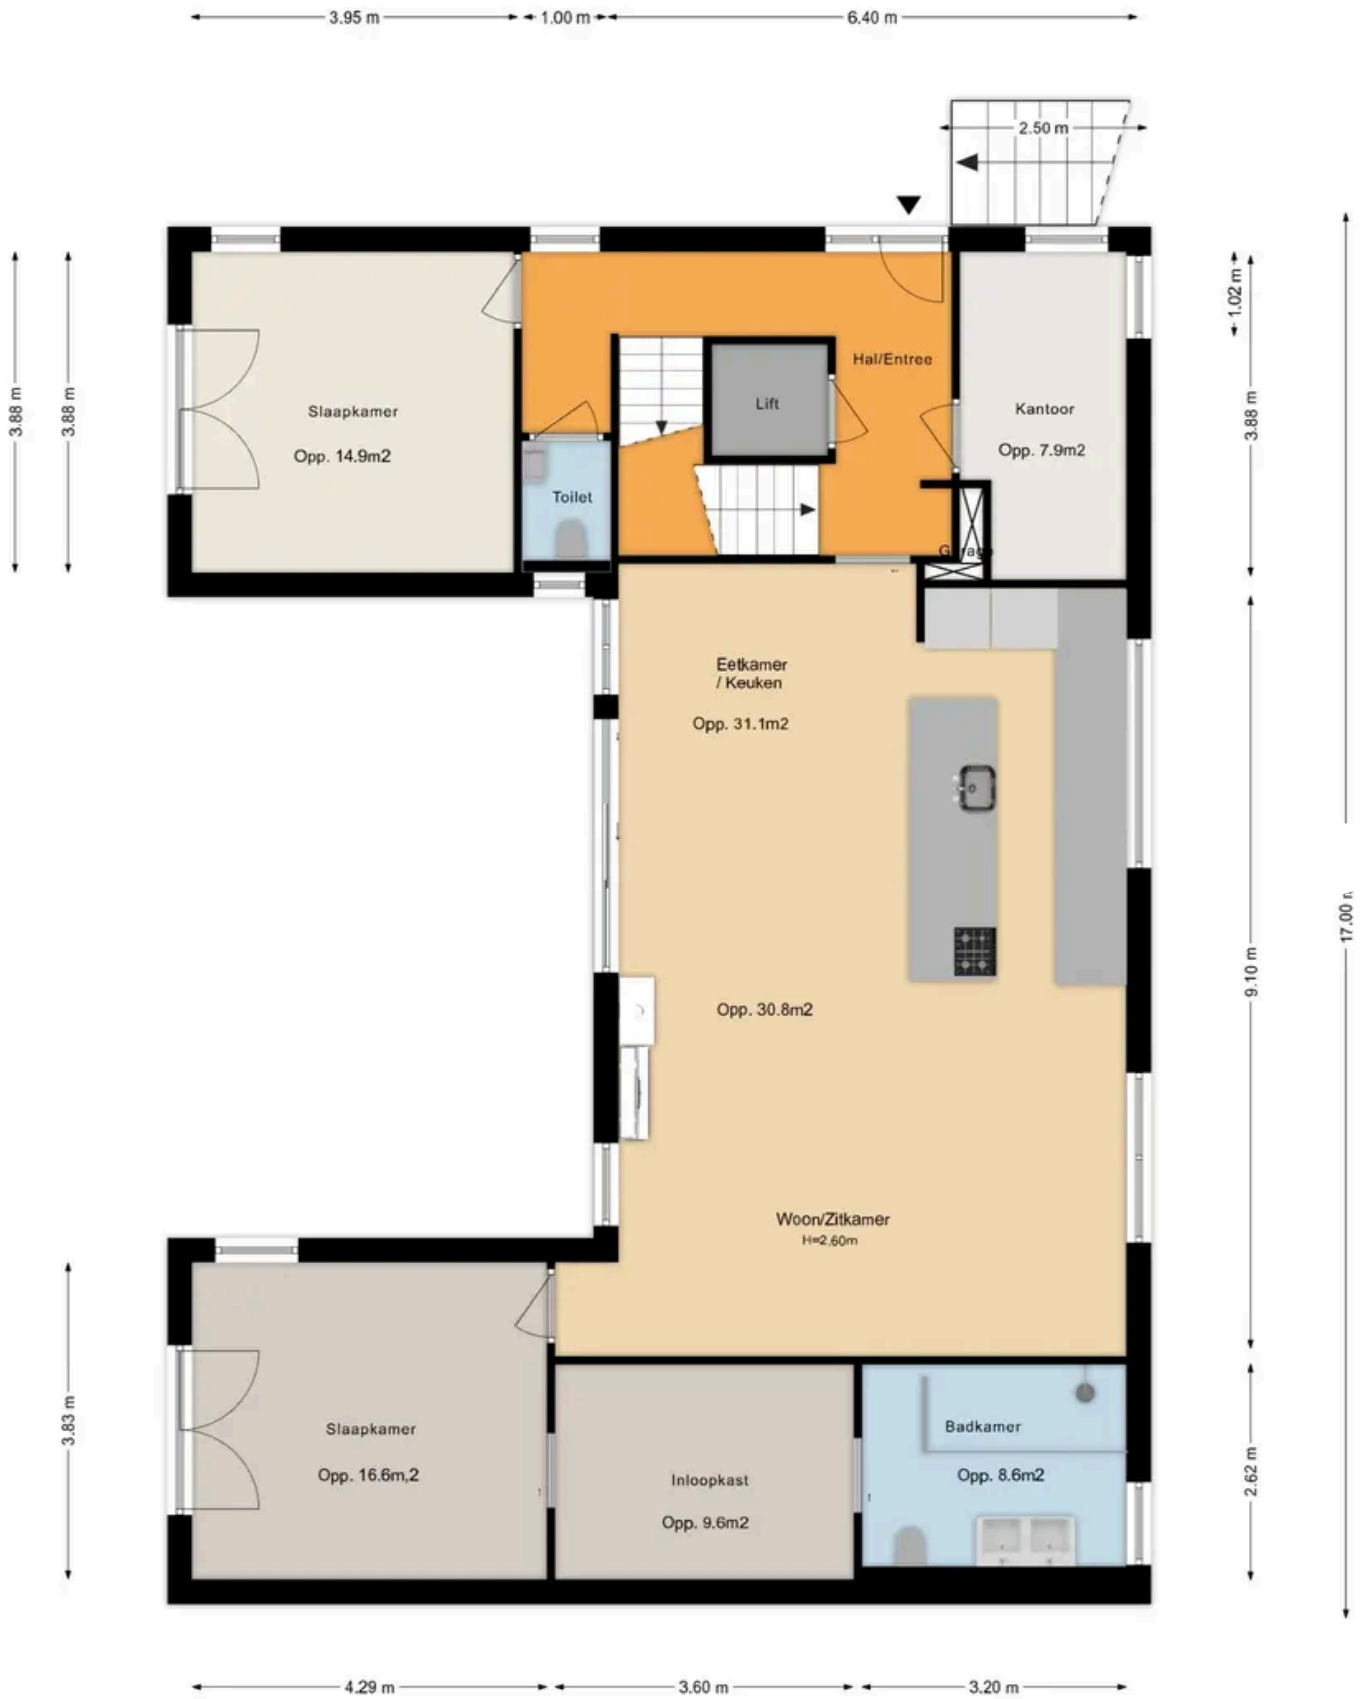 3.95 m
1.00 m
6.40 m
2.50 m
3.88 m
3.88 m
1.02 m
3.88 m
Hal/Entree
Lift
Slaapkamer
Opp. 14.9m2
Kantoor
Opp. 7.9m2
Toilet
Eetkamer
/ Keuken
Opp. 31.1m2
17.00
9.10 m
Opp. 30.8m2
Woon/Zitkamer
H=2.60m
3.83 m
Slaapkamer
Opp. 16.6m,2
Inloopkast
Opp. 9.6m2
Badkamer
Opp. 8.6m2
2.62 m
4.29 m
3.60 m
3.20 m